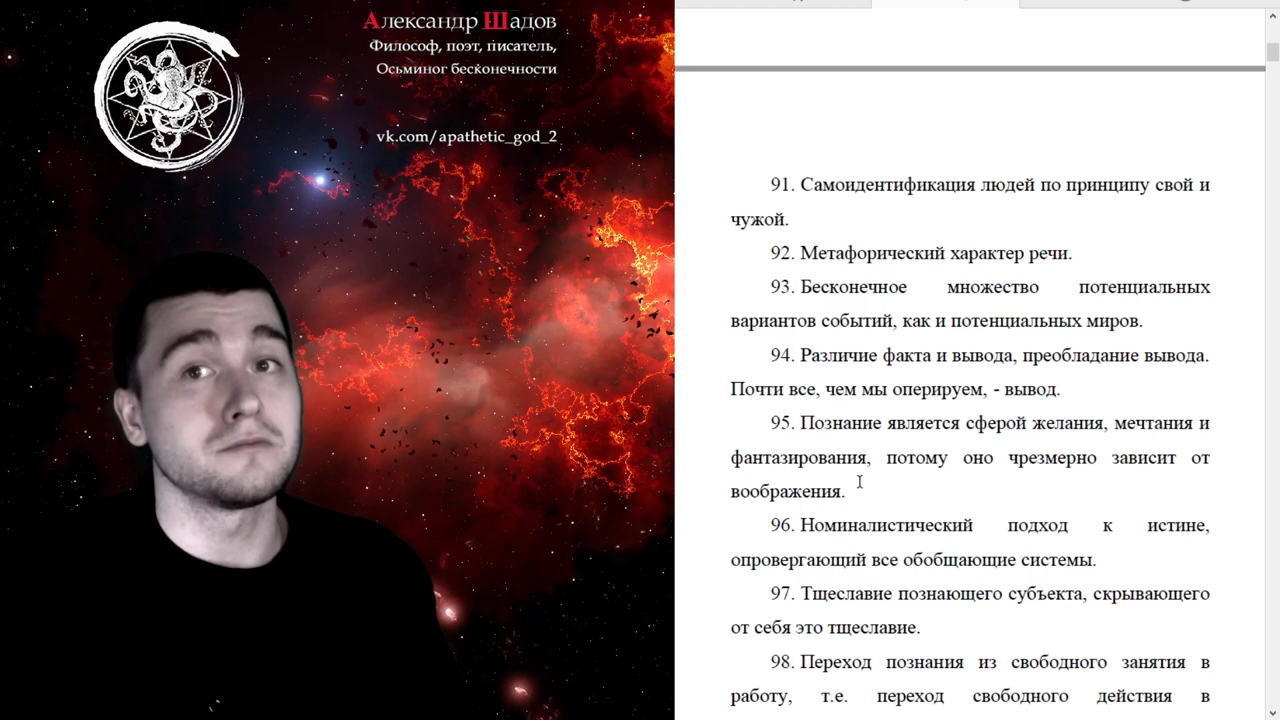 Александр Шадов
Философ, поэт, писатель,
Осьминог бесконечности
vk.com/apathetic_god_2
91. Самоидентификация людей по принципу свой и
чужой.
92. Метафорический характер речи.
93. Бесконечное множество потенциальных
вариантов событий, как и потенциальных миров.
94. Различие факта и вывода, преобладание вывода.
Почти все, чем мы оперируем, - вывод.
95. Познание является сферой желания, мечтания и
фантазирования, потому оно чрезмерно зависит от
воображения.
96. Номиналистический подход к истине,
опровергающий все обобщающие системы.
97. Тщеславие познающего субъекта, скрывающего
от себя это тщеславие.
98. Переход познания из свободного занятия в
работу, т.е. переход свободного действия в